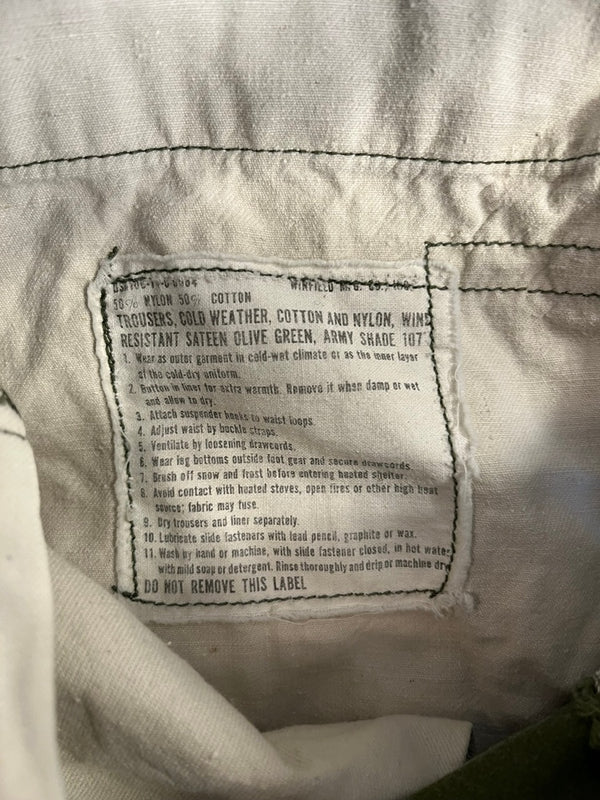 WINFIELD MFG. CO., INC.
50% NYLON 50% COTTON
TROUSERS, COLD WEATHER, COTTON AND NYLON, WIND
RESISTANT SATEEN OLIVE GREEN, ARMY SHADE 107
1. Wear as outer garment in cold-wet climate or as the inner layer
of the cold-dry uniform.
2. Button in liner for extra warmth. Remove it when damp or wet
and allow to dry.
3. Attach suspender hooks to waist loops.
4. Adjust waist by buckle straps.
5. Ventilate by loosening drawcords.
6. Wear leg bottoms outside foot gear and secure drawcords.
7. Brush off snow and frost before entering heated shelter.
8. Avoid contact with heated stoves, open fires or other high heat
source; fabric may fuse.
9. Dry trousers and liner separately.
10. Lubricate slide fasteners with lead pencil, graphite or wax.
11. Wash by hand or machine, with slide fastener closed, in hot water
with mild soap or detergent. Rinse thoroughly and drip or machine dry
DO NOT REMOVE THIS LABEL